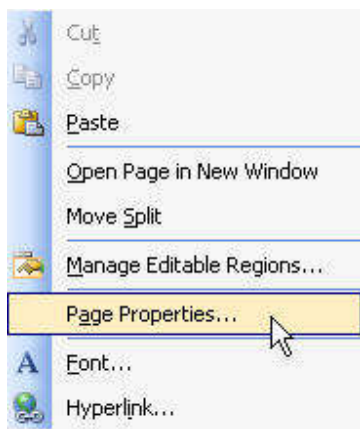 Cut
Copy
Paste
Open Page in New Window
Move Split
Manage Editable Regions...
Page Properties...
Font...
Hyperlink...